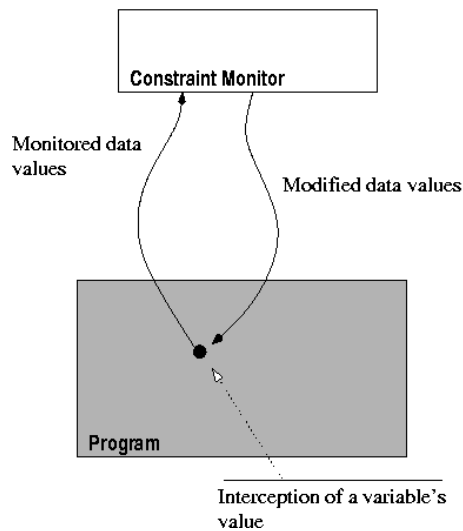 Constraint Monitor
Monitored data
values
Modified data values
Program
Interception of a variable's
value